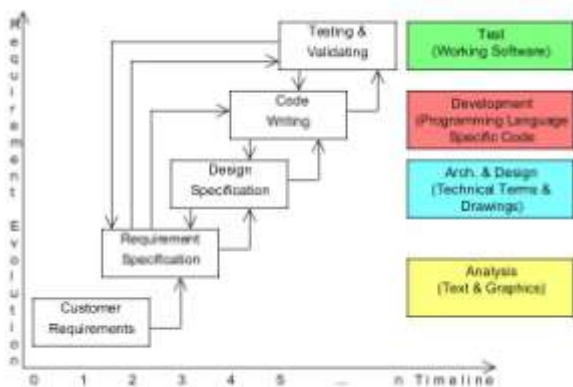 Requirement Evolution
Testing &
Validating
Test
(Working Software)
Code
Writing
Development
(Programming Language
Specific Code
Design
Specification
Arch. & Design
(Technical Terms &
Drawings)
Requirement
Specification
Analysis
(Text & Graphics)
Customer
Requirements
0 1 2 3 4 5 ... n Timeline